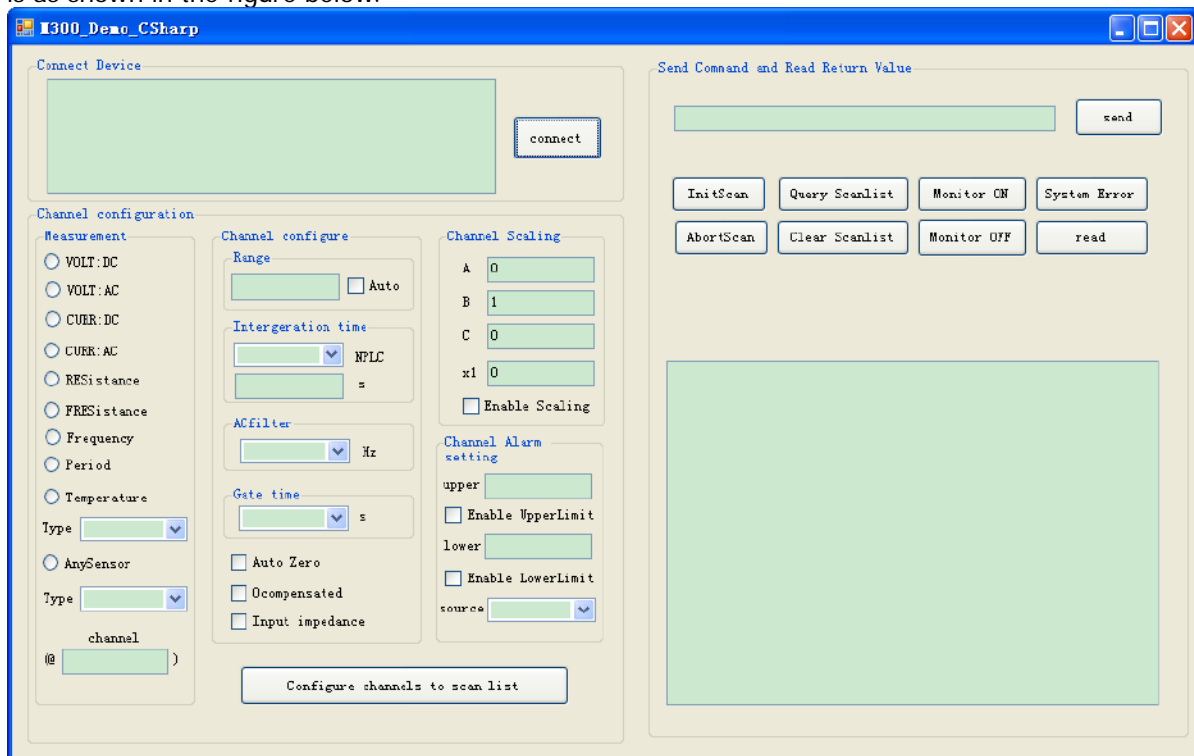 is as shown in the figure below.
M300_Demo_CSharp
Connect Device
connect
Channel configuration
Measurement
VOLT:DC
VOLT:AC
CURR:DC
CURR:AC
RESistance
FRESistance
Frequency
Period
Temperature
Type
AnySensor
Type
channel
(@ )
Channel configure
Range
Auto
Intergeration time
NPLC
s
ACfilter
Hz
Gate time
s
Auto Zero
Ocompensated
Input impedance
Channel Scaling
A 0
B 1
C 0
x1 0
Enable Scaling
Channel Alarm
setting
upper
Enable UpperLimit
lower
Enable LowerLimit
source
Configure channels to scan list
Send Command and Read Return Value
send
InitScan Query Scanlist Monitor ON System Error
AbortScan Clear Scanlist Monitor OFF read